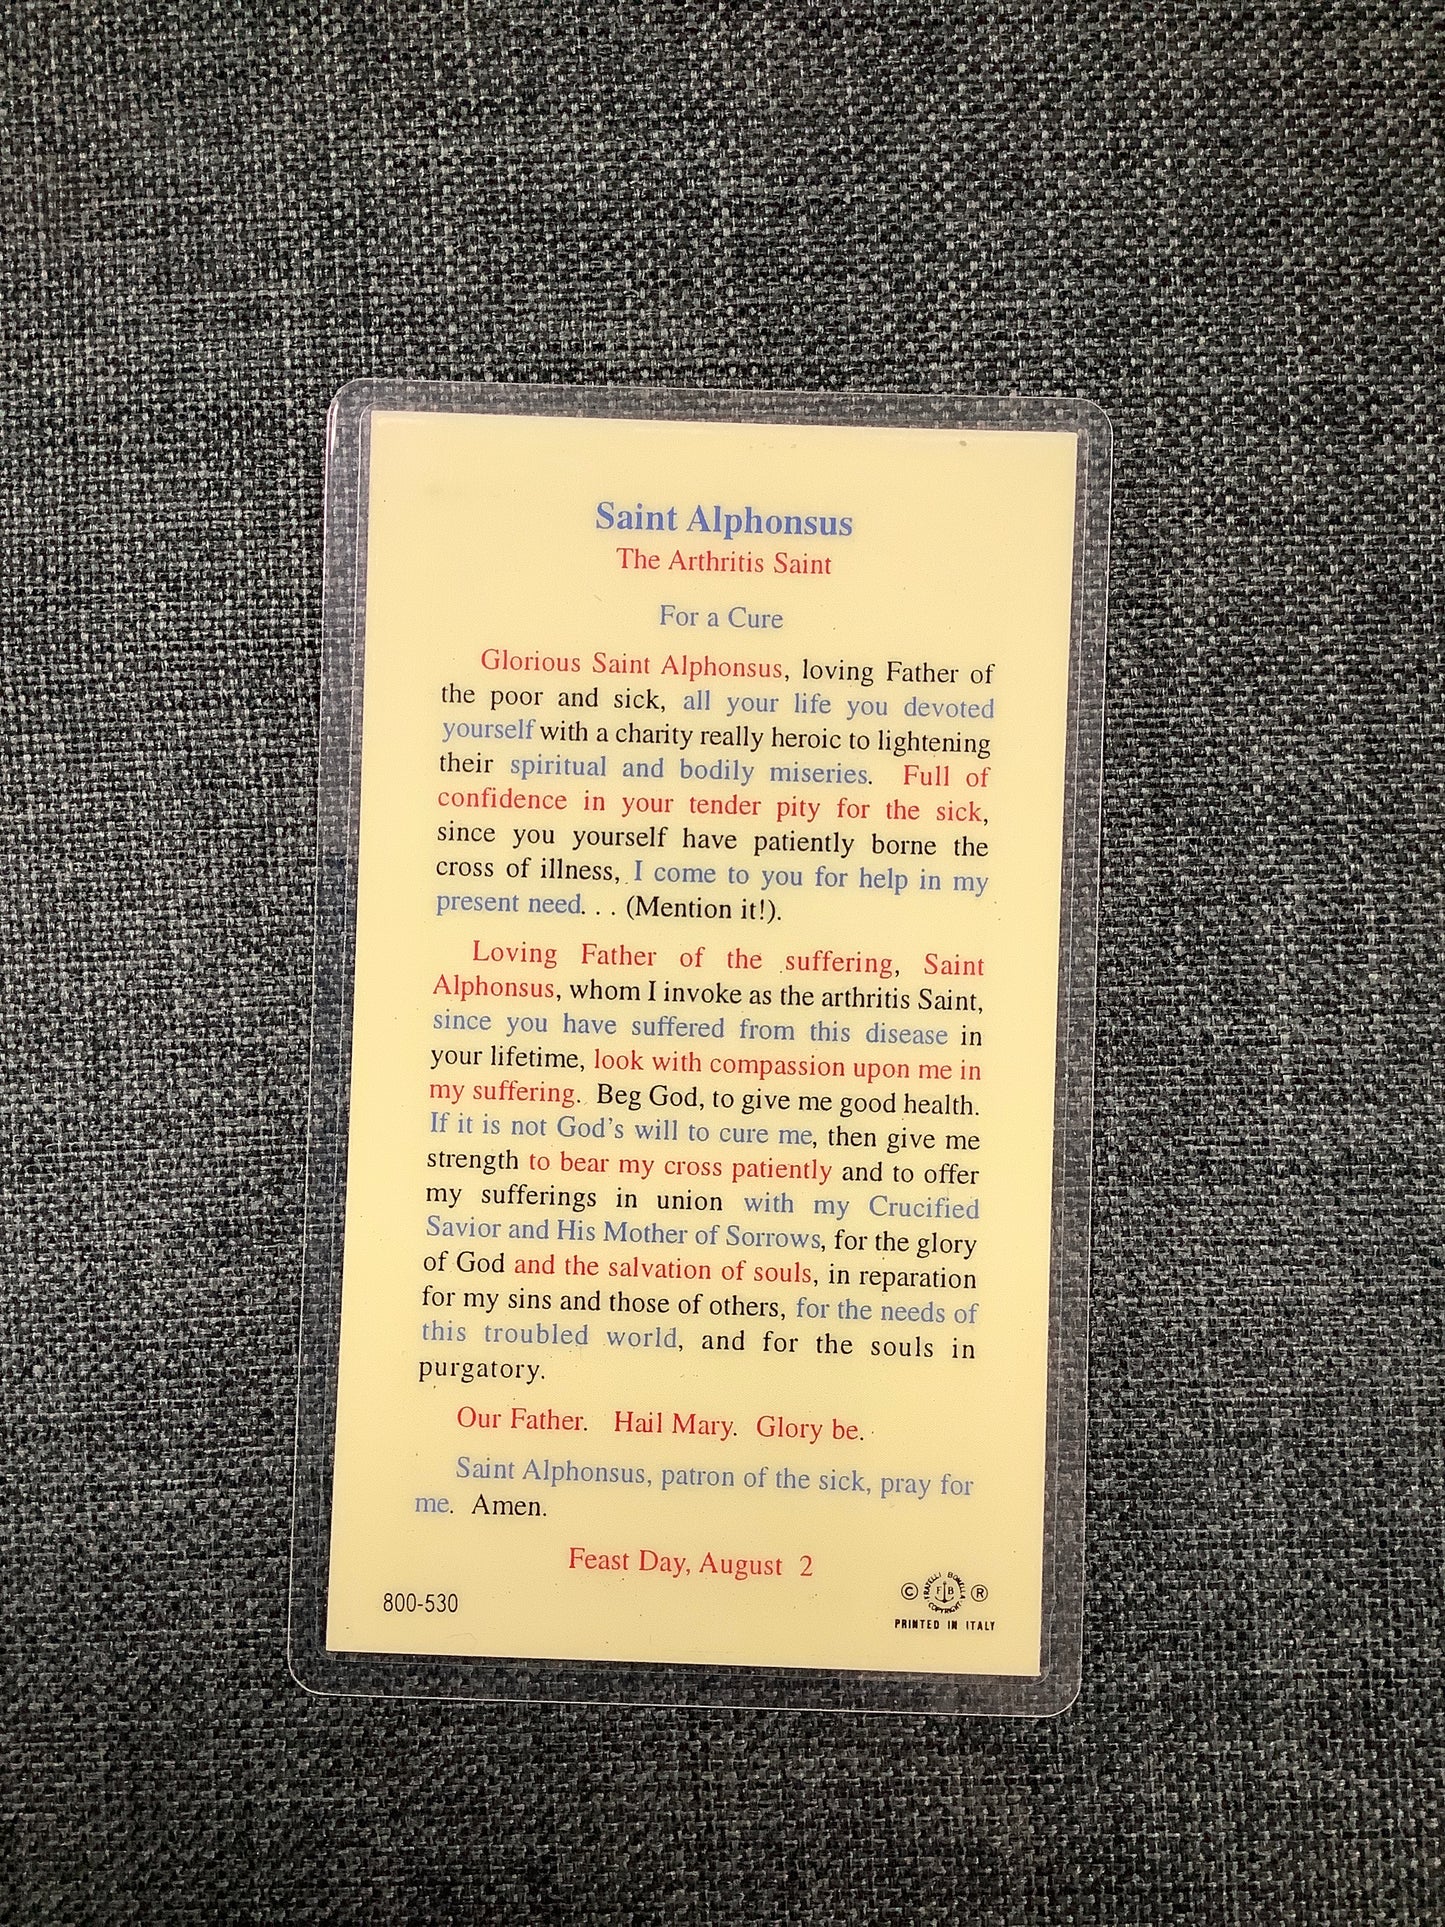 Saint Alphonsus
The Arthritis Saint
For a Cure
Glorious Saint Alphonsus, loving Father of
the poor and sick, all your life you devoted
yourself with a charity really heroic to lightening
their spiritual and bodily miseries. Full of
confidence in your tender pity for the sick,
since you yourself have patiently borne the
cross of illness, I come to you for help in my
present need. . . (Mention it!).
Loving Father of the suffering, Saint
Alphonsus, whom I invoke as the arthritis Saint,
since you have suffered from this disease in
your lifetime, look with compassion upon me in
my suffering. Beg God, to give me good health.
If it is not God's will to cure me, then give me
strength to bear my cross patiently and to offer
my sufferings in union with my Crucified
Savior and His Mother of Sorrows, for the glory
of God and the salvation of souls, in reparation
for my sins and those of others, for the needs of
this troubled world, and for the souls in
purgatory.
Our Father. Hail Mary. Glory be.
Saint Alphonsus, patron of the sick, pray for
me. Amen.
Feast Day, August 2
800-530
© FRATELLI BONELLA COPYRIGHT FB ®
PRINTED IN ITALY